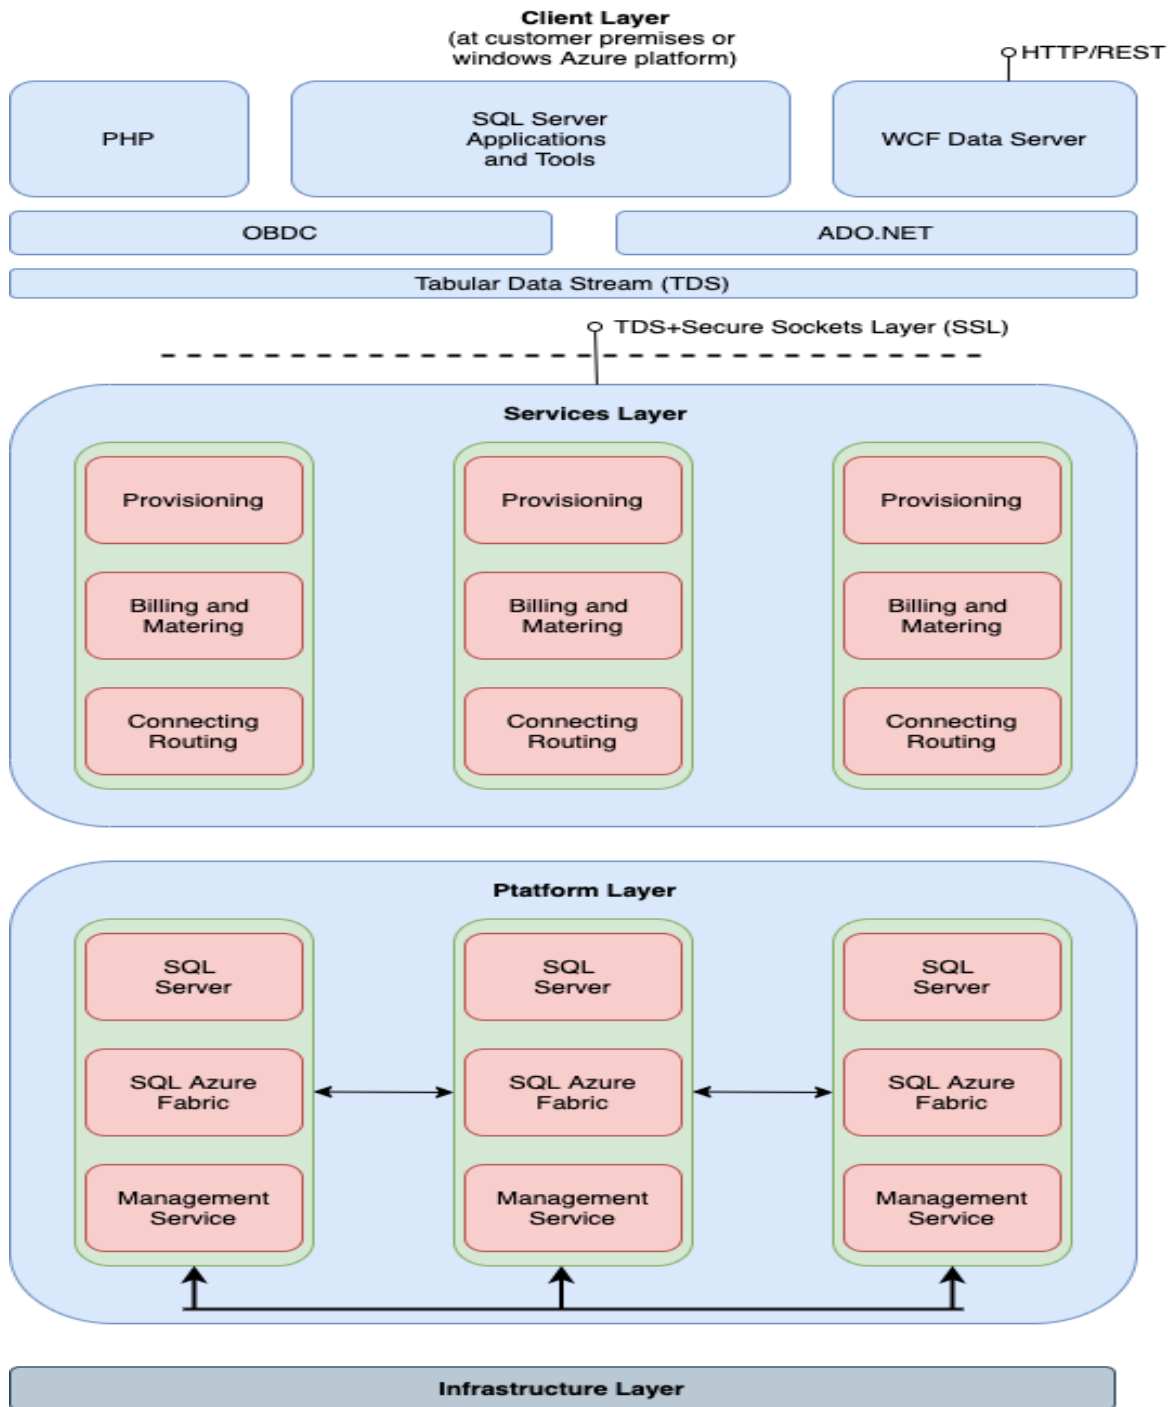 Client Layer
(at customer premises or
windows Azure platform)
HTTP/REST
PHP
SQL Server
Applications
and Tools
WCF Data Server
OBDC
ADO.NET
Tabular Data Stream (TDS)
TDS+Secure Sockets Layer (SSL)
Services Layer
Provisioning
Billing and
Matering
Connecting
Routing
Provisioning
Billing and
Matering
Connecting
Routing
Provisioning
Billing and
Matering
Connecting
Routing
Ptatform Layer
SQL
Server
SQL Azure
Fabric
Management
Service
SQL
Server
SQL Azure
Fabric
Management
Service
SQL
Server
SQL Azure
Fabric
Management
Service
Infrastructure Layer